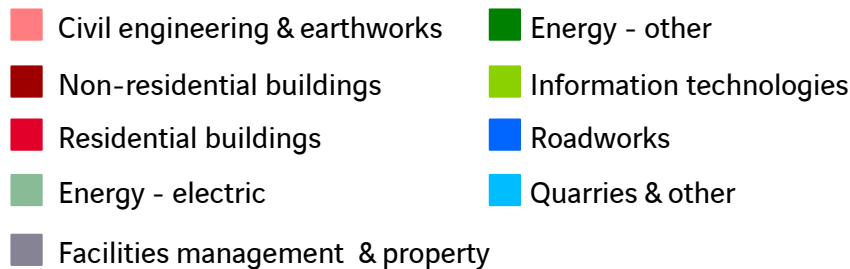 Civil engineering & earthworks
Non-residential buildings
Residential buildings
Energy - electric
Facilities management & property
Energy - other
Information technologies
Roadworks
Quarries & other